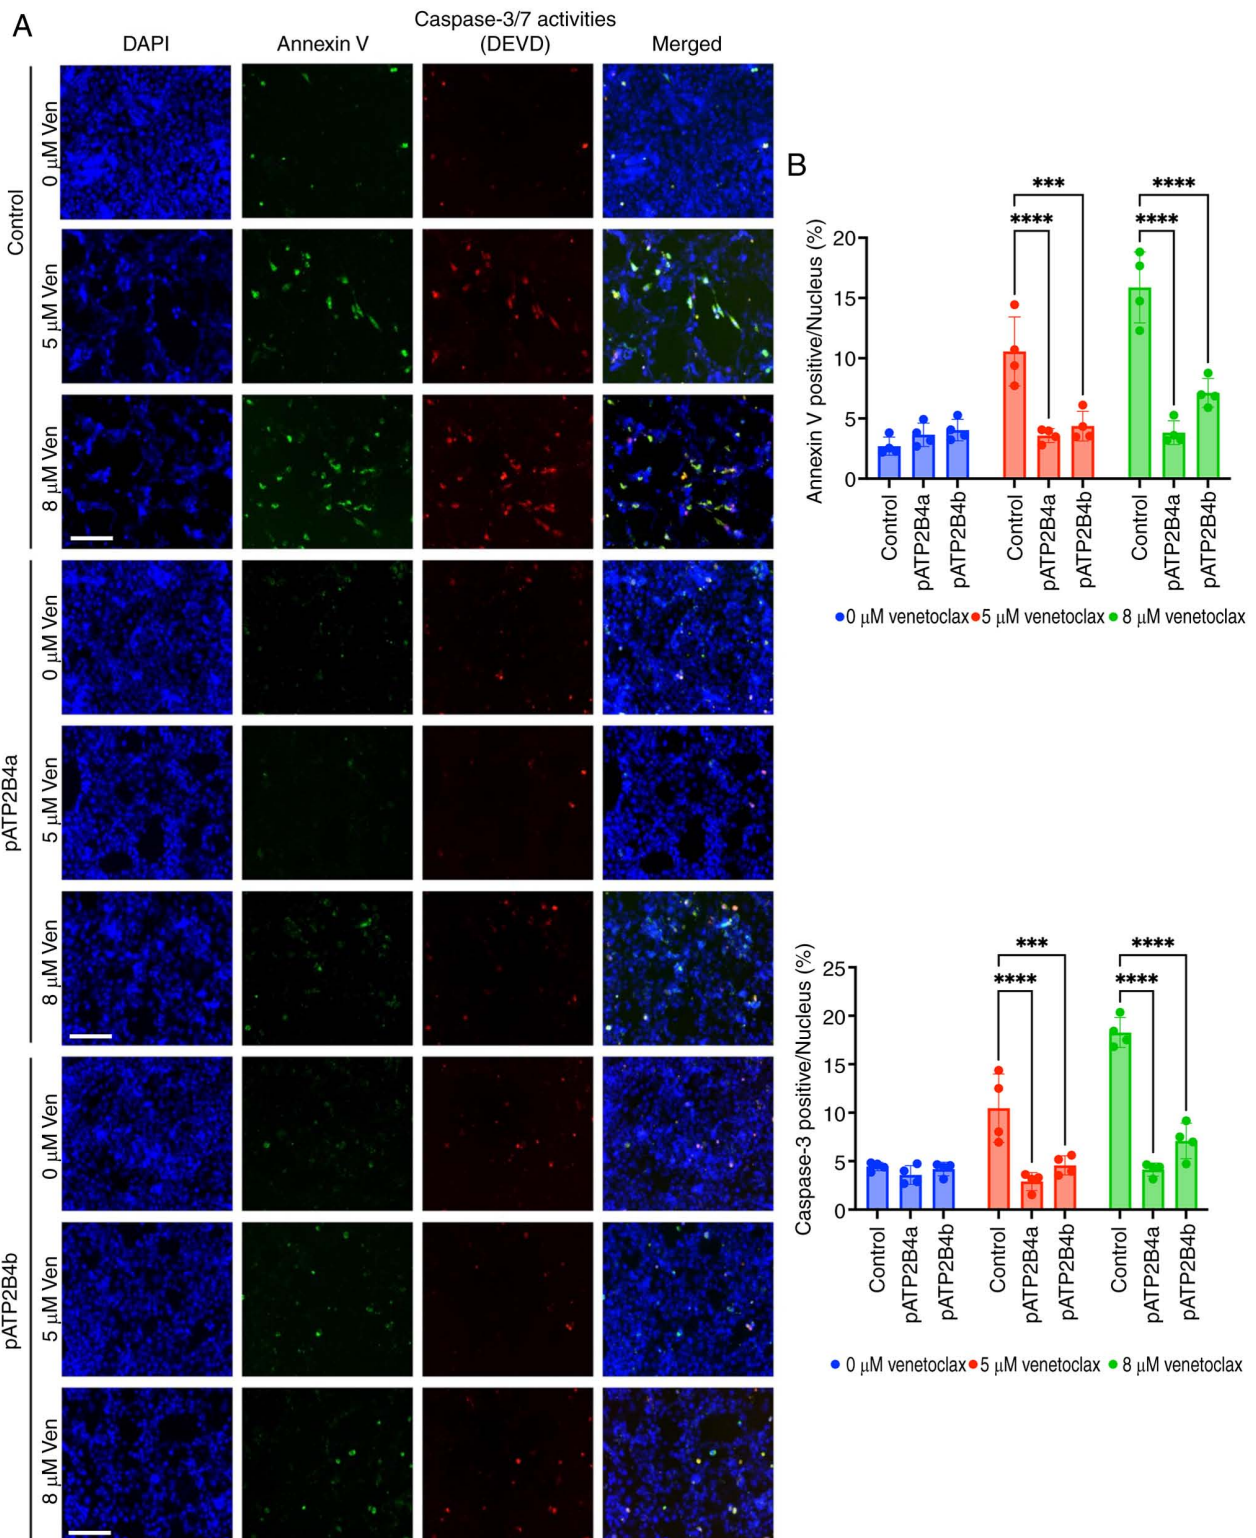 A
Caspase-3/7 activities
DAPI Annexin V (DEVD) Merged
Control
0 μM Ven
5 μM Ven
8 μM Ven
pATP2B4a
0 μM Ven
5 μM Ven
8 μM Ven
pATP2B4b
0 μM Ven
5 μM Ven
8 μM Ven
B
Annexin V positive/Nucleus (%)
20
15
10
5
0
*** ****
**** ****
Control pATP2B4a pATP2B4b Control pATP2B4a pATP2B4b Control pATP2B4a pATP2B4b
0 μM venetoclax 5 μM venetoclax 8 μM venetoclax
Caspase-3 positive/Nucleus (%)
25
20
15
10
5
0
*** ****
**** ****
Control pATP2B4a pATP2B4b Control pATP2B4a pATP2B4b Control pATP2B4a pATP2B4b
0 μM venetoclax 5 μM venetoclax 8 μM venetoclax